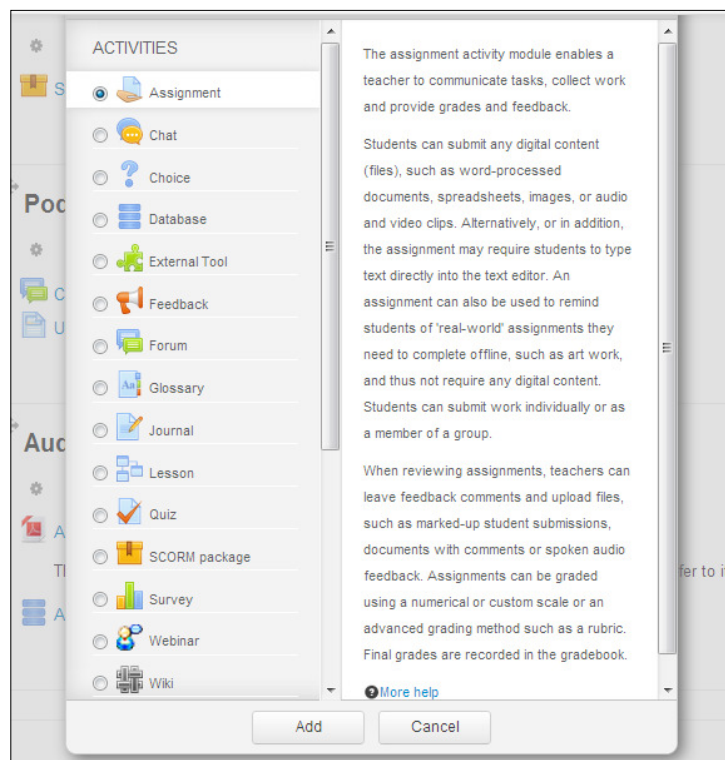 ACTIVITIES
Assignment
Chat
Choice
Database
External Tool
Feedback
Forum
Glossary
Journal
Lesson
Quiz
SCORM package
Survey
Webinar
Wiki
The assignment activity module enables a
teacher to communicate tasks, collect work
and provide grades and feedback.
Students can submit any digital content
(files), such as word-processed
documents, spreadsheets, images, or audio
and video clips. Alternatively, or in addition,
the assignment may require students to type
text directly into the text editor. An
assignment can also be used to remind
students of 'real-world' assignments they
need to complete offline, such as art work,
and thus not require any digital content.
Students can submit work individually or as
a member of a group.
When reviewing assignments, teachers can
leave feedback comments and upload files,
such as marked-up student submissions,
documents with comments or spoken audio
feedback. Assignments can be graded
using a numerical or custom scale or an
advanced grading method such as a rubric.
Final grades are recorded in the gradebook.
More help
Add
Cancel
S
Pod
C
U
Aud
A
Tl
fer to i
A